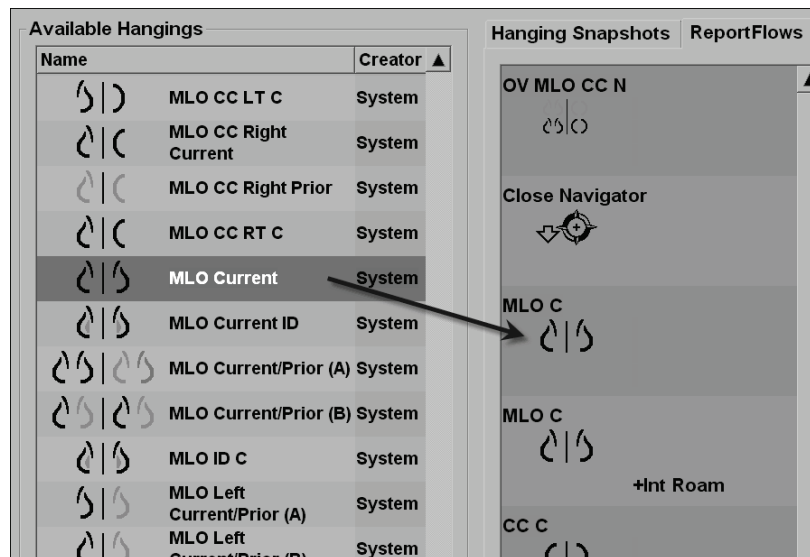 Available Hangings
Name Creator
MLO CC LT C System
MLO CC Right
Current System
MLO CC Right Prior System
MLO CC RT C System
MLO Current System
MLO Current ID System
MLO Current/Prior (A) System
MLO Current/Prior (B) System
MLO ID C System
MLO Left
Current/Prior (A) System
MLO Left
Current/Prior (B) System
Hanging Snapshots ReportFlows
OV MLO CC N
Close Navigator
MLO C
MLO C
+Int Roam
CC C